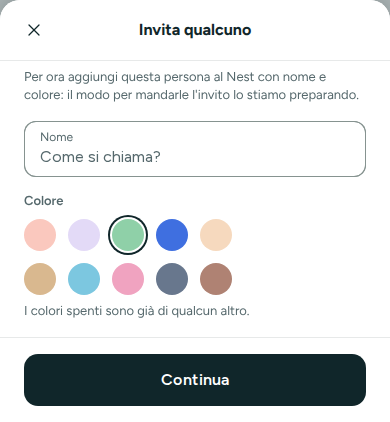 Invita qualcuno
Per ora aggiungi questa persona al Nest con nome e
colore: il modo per mandarle l'invito lo stiamo preparando.
Nome
Come si chiama?
Colore
I colori spenti sono già di qualcun altro.
Continua